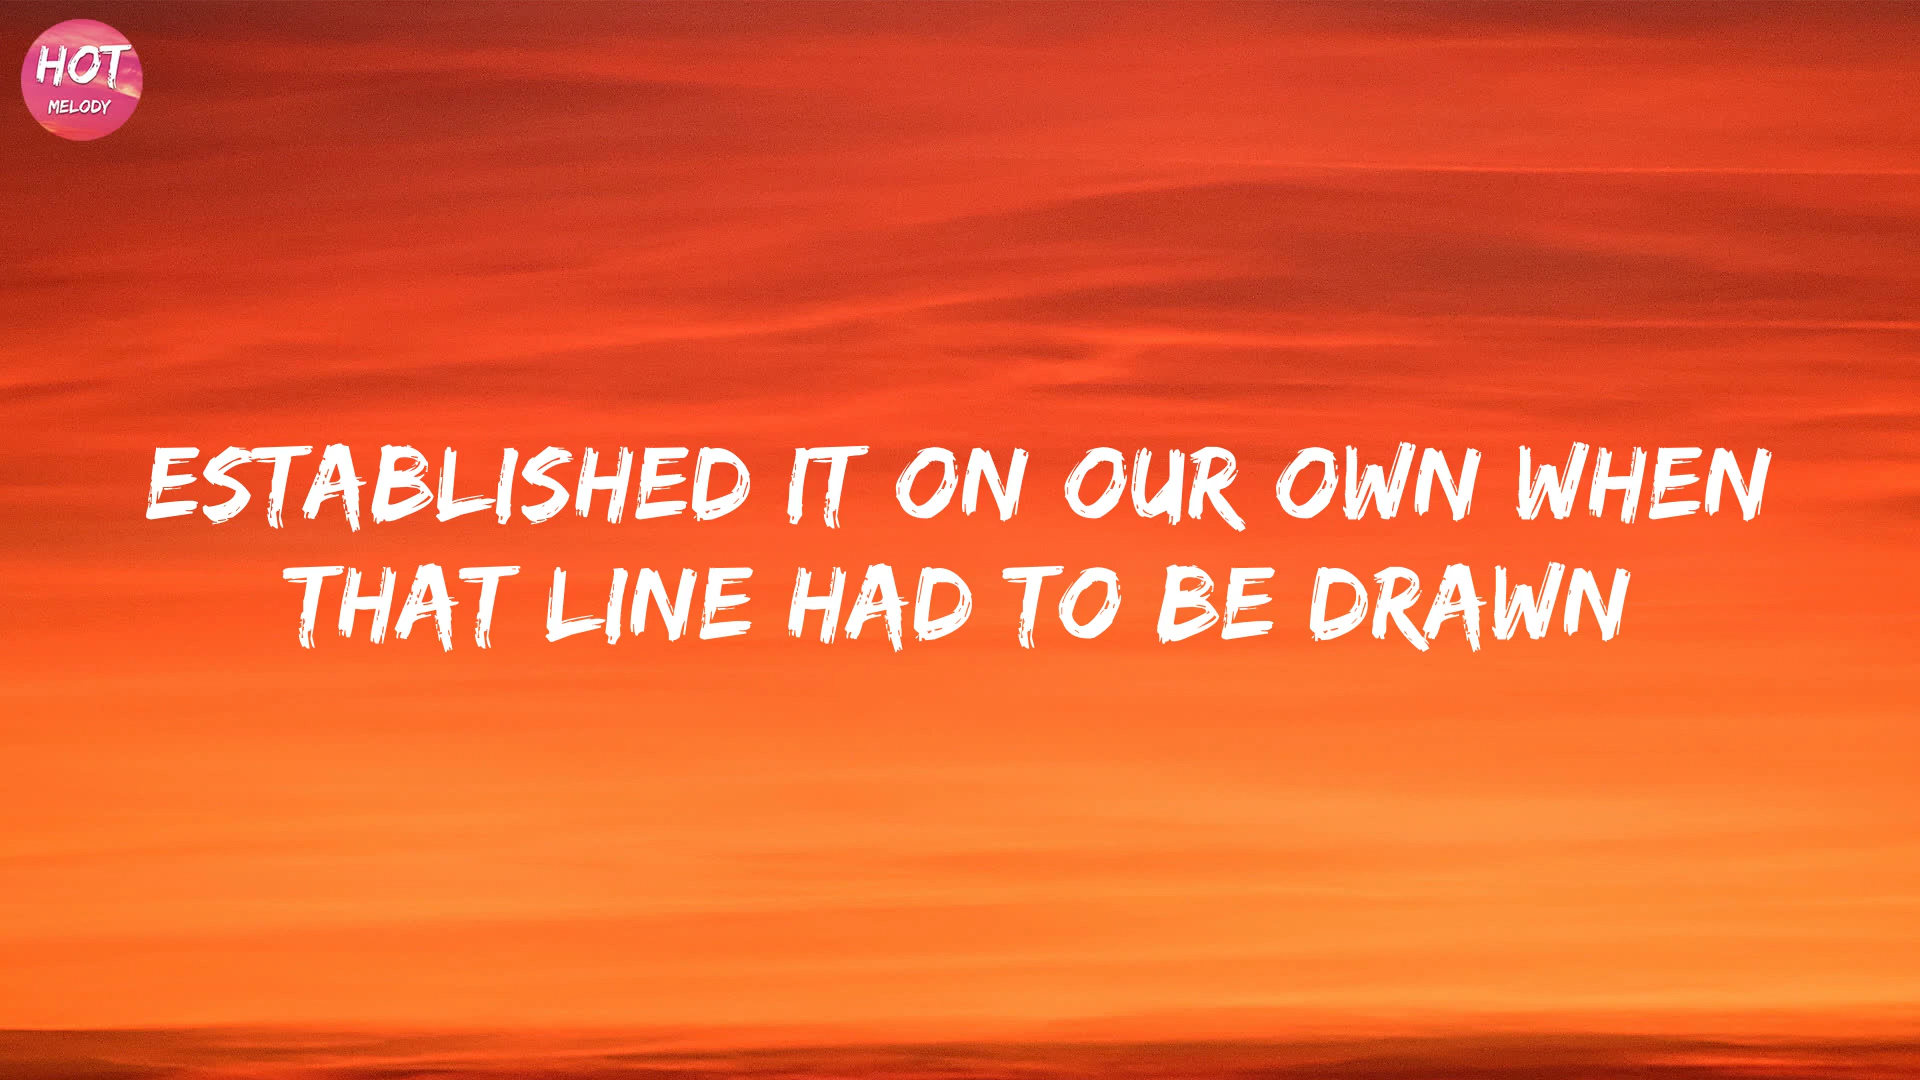 HOT
MELODY
ESTABLISHED IT ON OUR OWN WHEN
THAT LINE HAD TO BE DRAWN